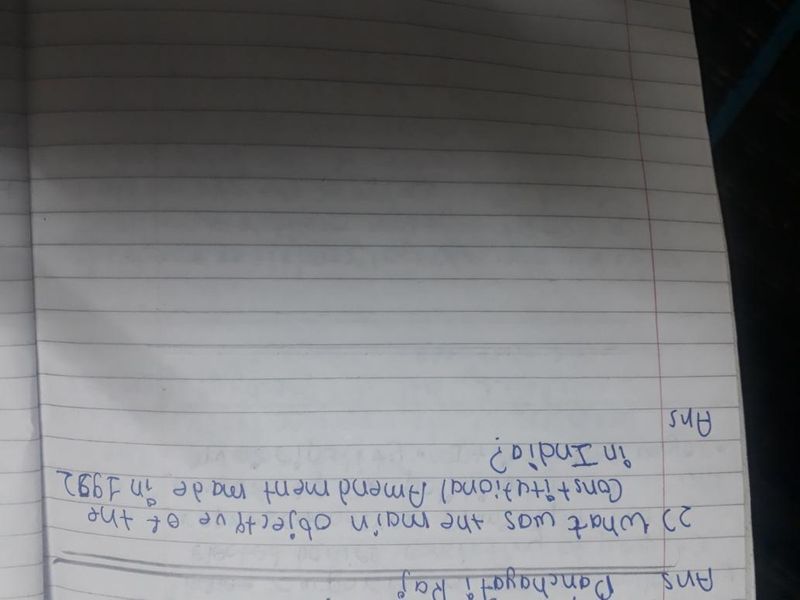 Ans Panchayati Raj
2) What was the main objective of the
Constitutional Amendment made in 1992
in India?
Ans